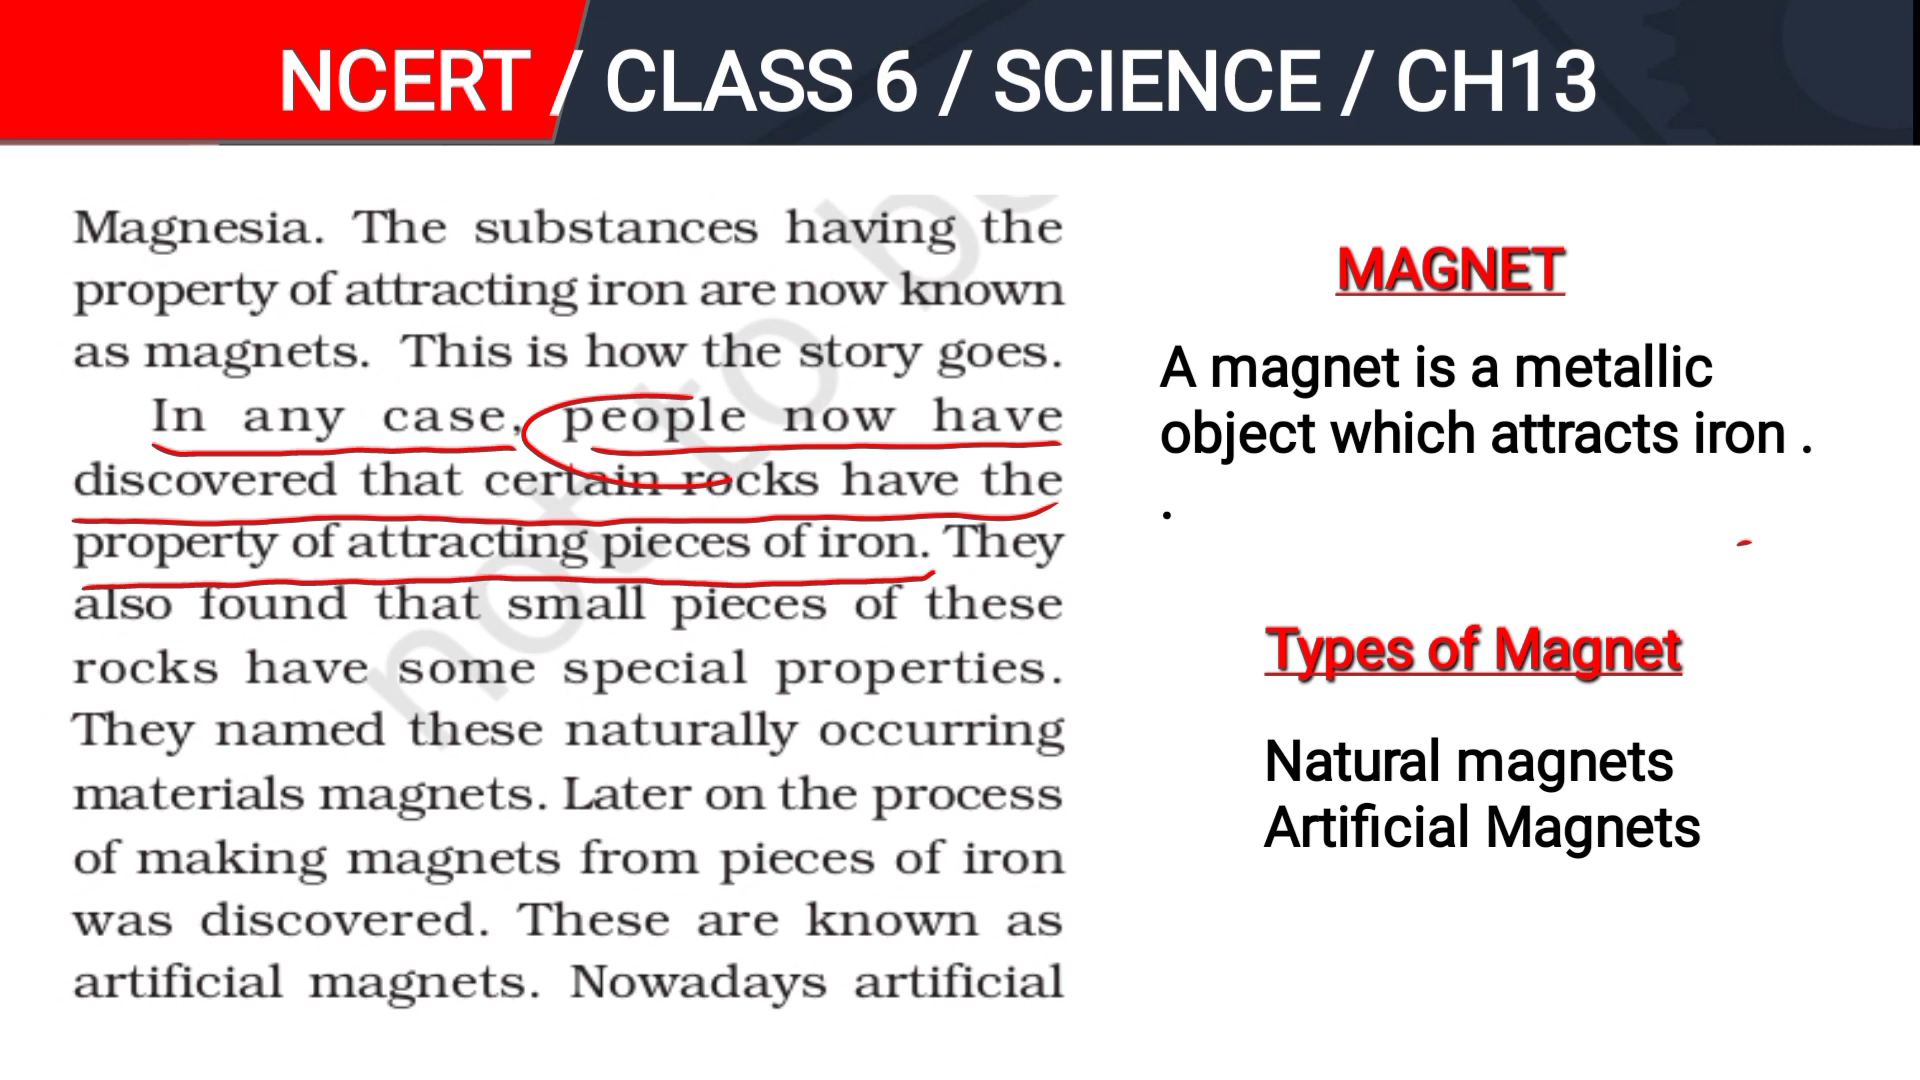 NCERT / CLASS 6 / SCIENCE / CH13
Magnesia. The substances having the
property of attracting iron are now known
as magnets. This is how the story goes.
In any case, people now have
discovered that certain rocks have the
property of attracting pieces of iron. They
also found that small pieces of these
rocks have some special properties.
They named these naturally occurring
materials magnets. Later on the process
of making magnets from pieces of iron
was discovered. These are known as
artificial magnets. Nowadays artificial
not to b
MAGNET
A magnet is a metallic
object which attracts iron .
.
Types of Magnet
Natural magnets
Artificial Magnets